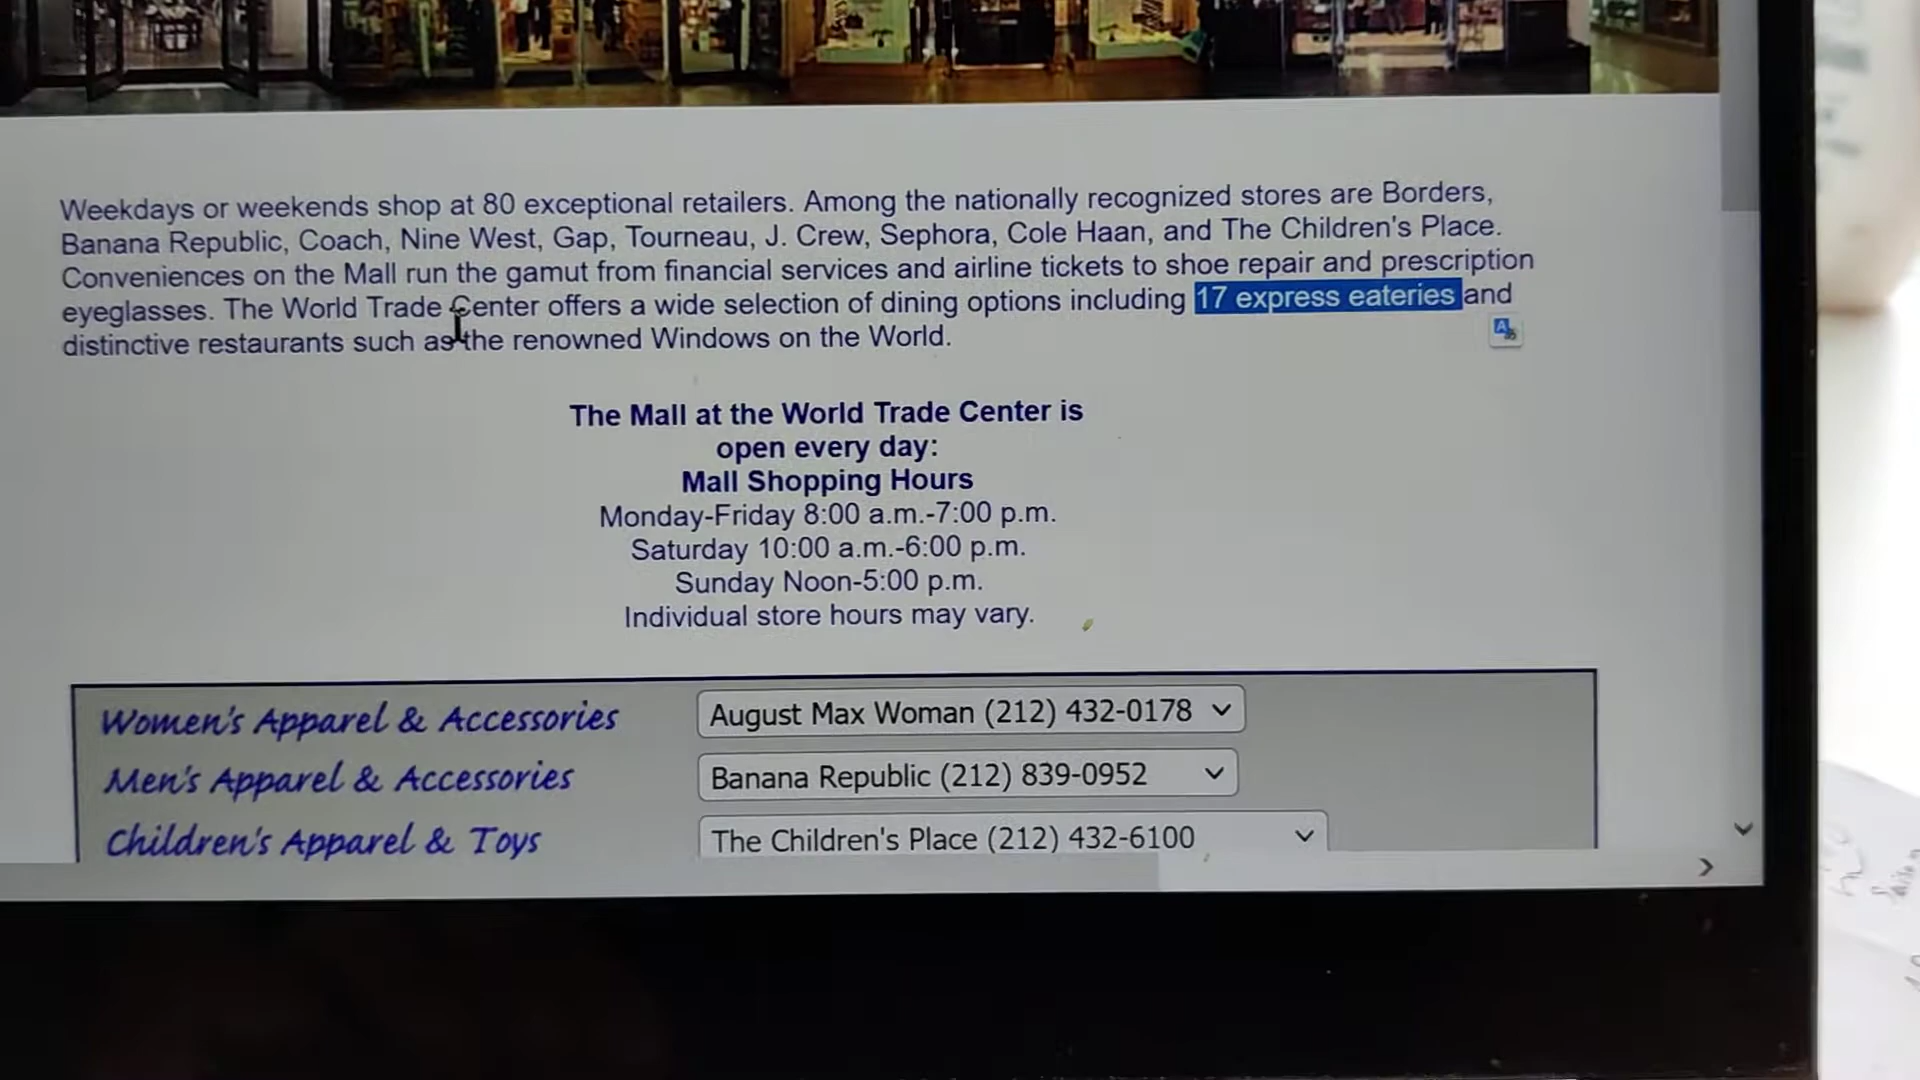 Weekdays or weekends shop at 80 exceptional retailers. Among the nationally recognized stores are Borders,
Banana Republic, Coach, Nine West, Gap, Tourneau, J. Crew, Sephora, Cole Haan, and The Children's Place.
Conveniences on the Mall run the gamut from financial services and airline tickets to shoe repair and prescription
eyeglasses. The World Trade Center offers a wide selection of dining options including 17 express eateries and
distinctive restaurants such as the renowned Windows on the World.
The Mall at the World Trade Center is
open every day:
Mall Shopping Hours
Monday-Friday 8:00 a.m.-7:00 p.m.
Saturday 10:00 a.m.-6:00 p.m.
Sunday Noon-5:00 p.m.
Individual store hours may vary.
Women's Apparel & Accessories August Max Woman (212) 432-0178
Men's Apparel & Accessories Banana Republic (212) 839-0952
Children's Apparel & Toys The Children's Place (212) 432-6100